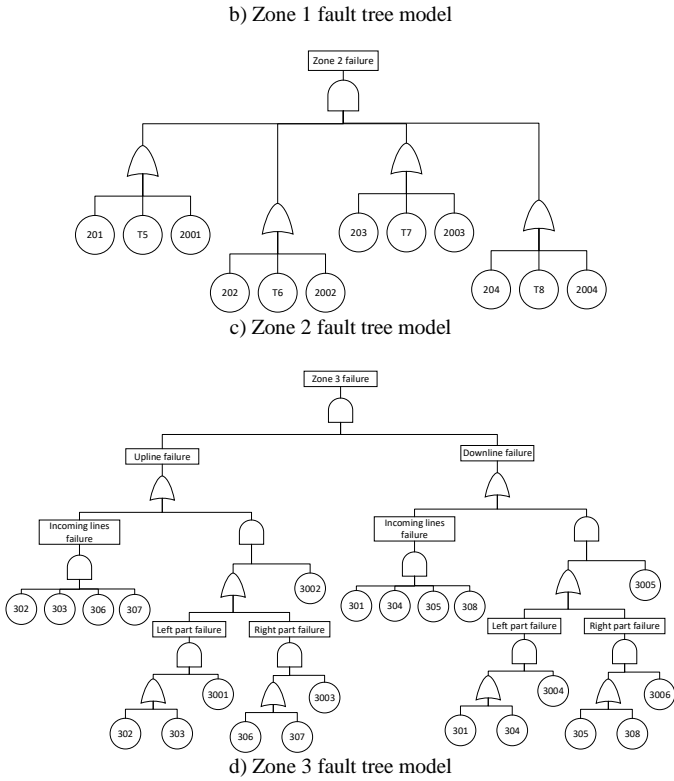 b) Zone 1 fault tree model
Zone 2 failure
201 T5 2001
203 T7 2003
202 T6 2002
204 T8 2004
c) Zone 2 fault tree model
Zone 3 failure
Upline failure
Downline failure
Incoming lines
failure
Incoming lines
failure
302 303 306 307
3002
301 304 305 308
3005
Left part failure
Right part failure
Left part failure
Right part failure
3001
3003
3004
3006
302 303
306 307
301 304
305 308
d) Zone 3 fault tree model